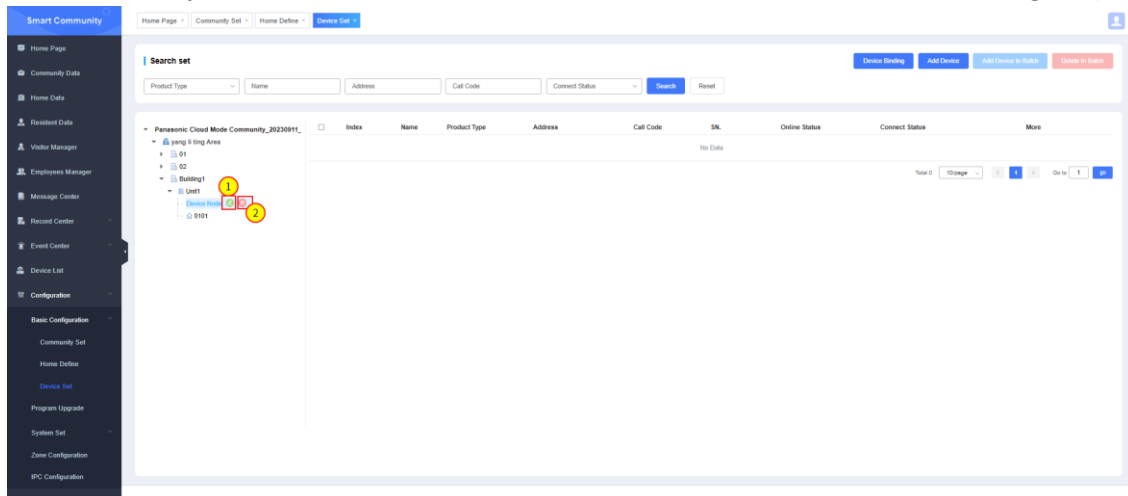 Smart Community
Home Page × Community Set × Home Define × Device Set ×
Home Page
Community Data
Home Data
Resident Data
Visitor Manager
Employees Manager
Message Center
Record Center
Event Center
Device List
Configuration
Basic Configuration
Community Set
Home Define
Device Set
Program Upgrade
System Set
Zone Configuration
IPC Configuration
Search set
Device Binding Add Device Add Device In Batch Delete In Batch
Product Type Name Address Call Code Connect Status Search Reset
Panasonic Cloud Mode Community_20230911_
yang li ting Area
01
02
Building1
Unit1
Device Node
0101
1
2
Index Name Product Type Address Call Code SN. Online Status Connect Status More
No Data
Total 0 10/page < 1 > Go to 1 go